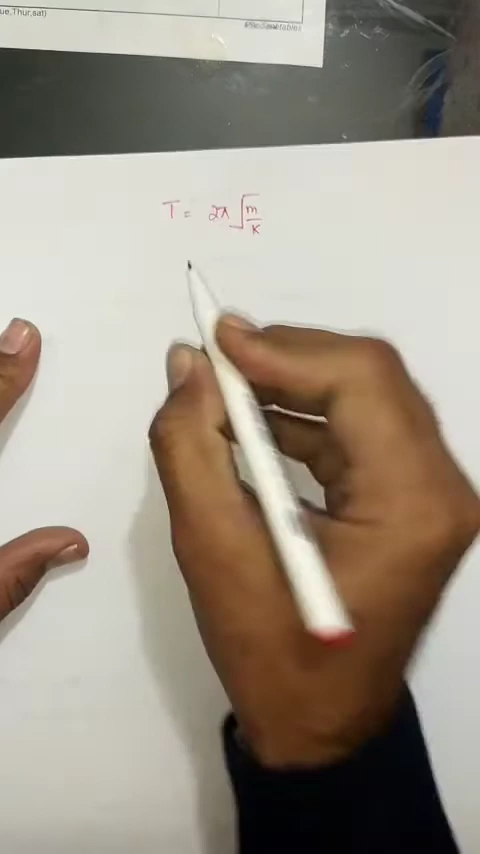 ue,Thur,sat)
T = 2π √m/K